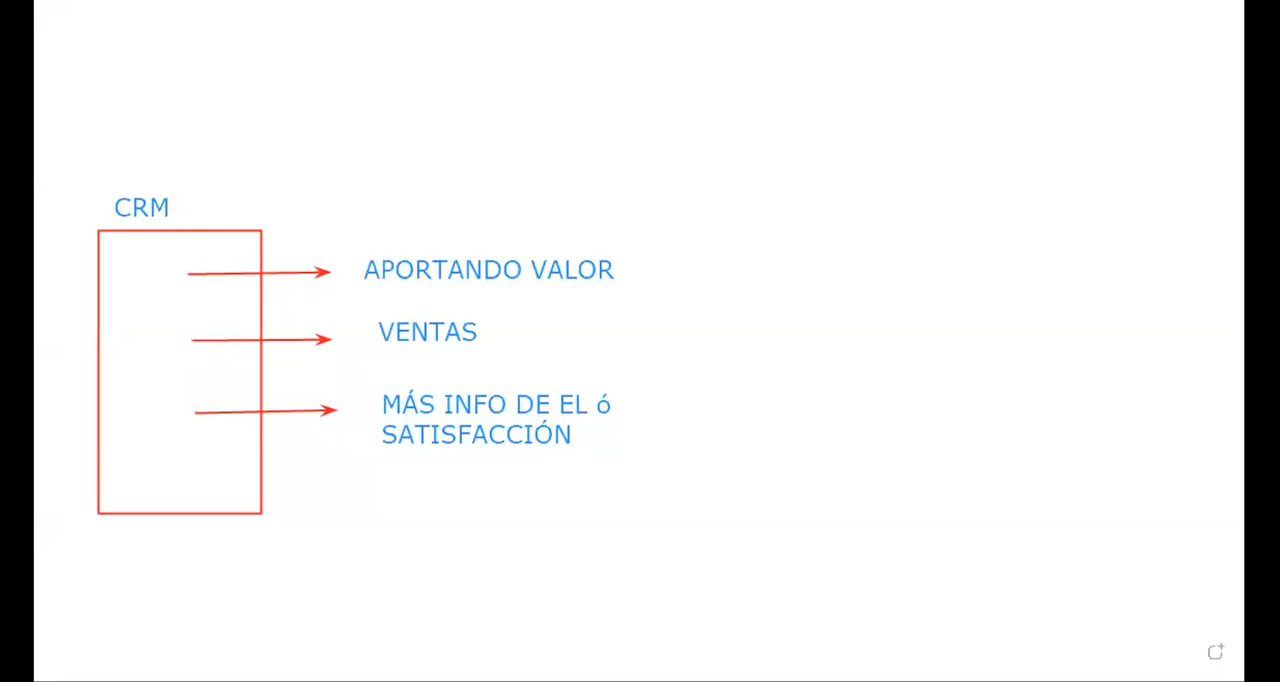 CRM
APORTANDO VALOR
VENTAS
MÁS INFO DE EL ó
SATISFACCIÓN